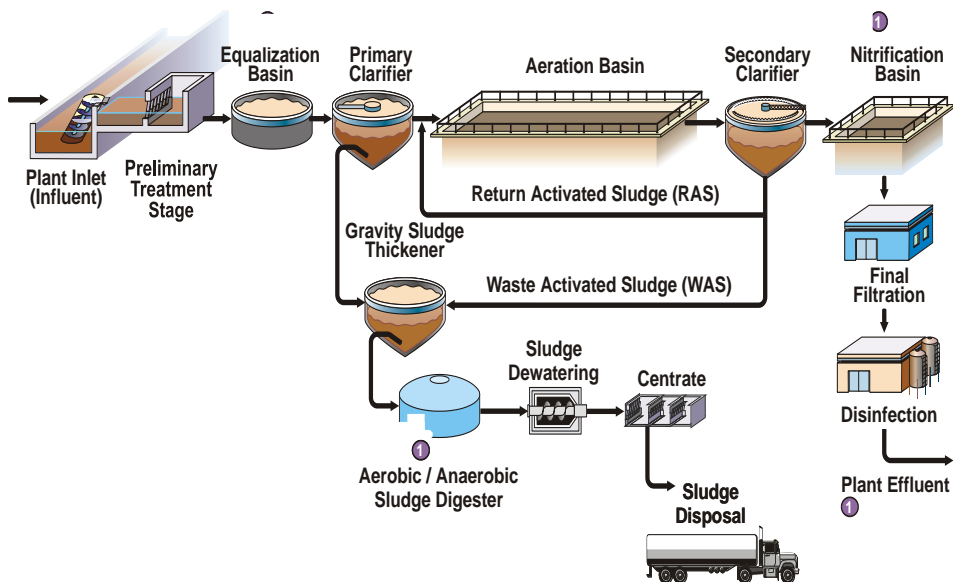 1
Equalization
Basin
Primary
Clarifier
Aeration Basin
Secondary
Clarifier
Nitrification
Basin
Plant Inlet
(Influent)
Preliminary
Treatment
Stage
Return Activated Sludge (RAS)
Gravity Sludge
Thickener
Waste Activated Sludge (WAS)
Final
Filtration
Sludge
Dewatering
Centrate
Disinfection
1
Aerobic / Anaerobic
Sludge Digester
Plant Effluent
1
Sludge
Disposal